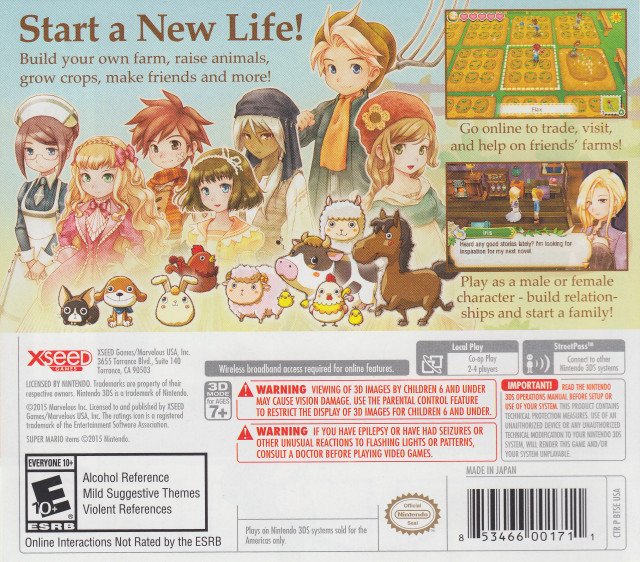 Start a New Life!
Build your own farm, raise animals,
grow crops, make friends and more!
Flax
Go online to trade, visit,
and help on friends' farms!
Iris
Heard any good stories lately? I'm looking for
inspiration for my next novel.
Play as a male or female
character - build relation-
ships and start a family!
XSEED
GAMES
XSEED Games/Marvelous USA, Inc.
3655 Torrance Blvd., Suite 140
Torrance, CA 90503
LICENSED BY NINTENDO. Trademarks are property of their
respective owners. Nintendo 3DS is a trademark of Nintendo.
©2015 Marvelous Inc. Licensed to and published by XSEED
Games/Marvelous USA, Inc. The ratings icon is a registered
trademark of the Entertainment Software Association.
SUPER MARIO items ©2015 Nintendo.
Wireless broadband access required for online features.
Local Play
Co-op Play
2-4 players
StreetPass™
Connect to other
Nintendo 3DS systems
3D
MODE
for AGES
7+
WARNING VIEWING OF 3D IMAGES BY CHILDREN 6 AND UNDER
MAY CAUSE VISION DAMAGE. USE THE PARENTAL CONTROL FEATURE
TO RESTRICT THE DISPLAY OF 3D IMAGES FOR CHILDREN 6 AND UNDER.
WARNING IF YOU HAVE EPILEPSY OR HAVE HAD SEIZURES OR
OTHER UNUSUAL REACTIONS TO FLASHING LIGHTS OR PATTERNS,
CONSULT A DOCTOR BEFORE PLAYING VIDEO GAMES.
IMPORTANT! READ THE NINTENDO
3DS OPERATIONS MANUAL BEFORE SETUP OR
USE OF YOUR SYSTEM. THIS PRODUCT CONTAINS
TECHNICAL PROTECTION MEASURES. USE OF AN
UNAUTHORIZED DEVICE OR ANY UNAUTHORIZED
TECHNICAL MODIFICATION TO YOUR NINTENDO 3DS
SYSTEM, WILL RENDER THIS GAME AND/OR
YOUR SYSTEM UNPLAYABLE.
MADE IN JAPAN
EVERYONE 10+
E
10+
ESRB
Alcohol Reference
Mild Suggestive Themes
Violent References
Online Interactions Not Rated by the ESRB
Plays on Nintendo 3DS systems sold for the
Americas only.
Official
Nintendo
Seal
8 53466 00171 1
CTR P BTSE USA